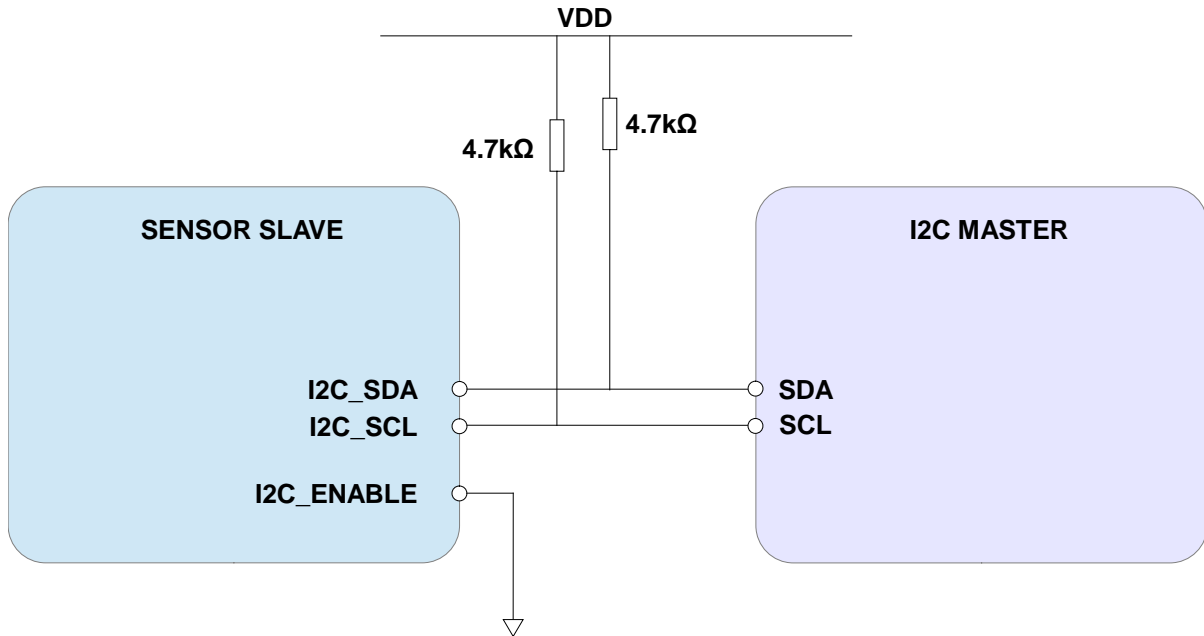 VDD
4.7kΩ
4.7kΩ
SENSOR SLAVE
I2C MASTER
I2C_SDA
SDA
I2C_SCL
SCL
I2C_ENABLE